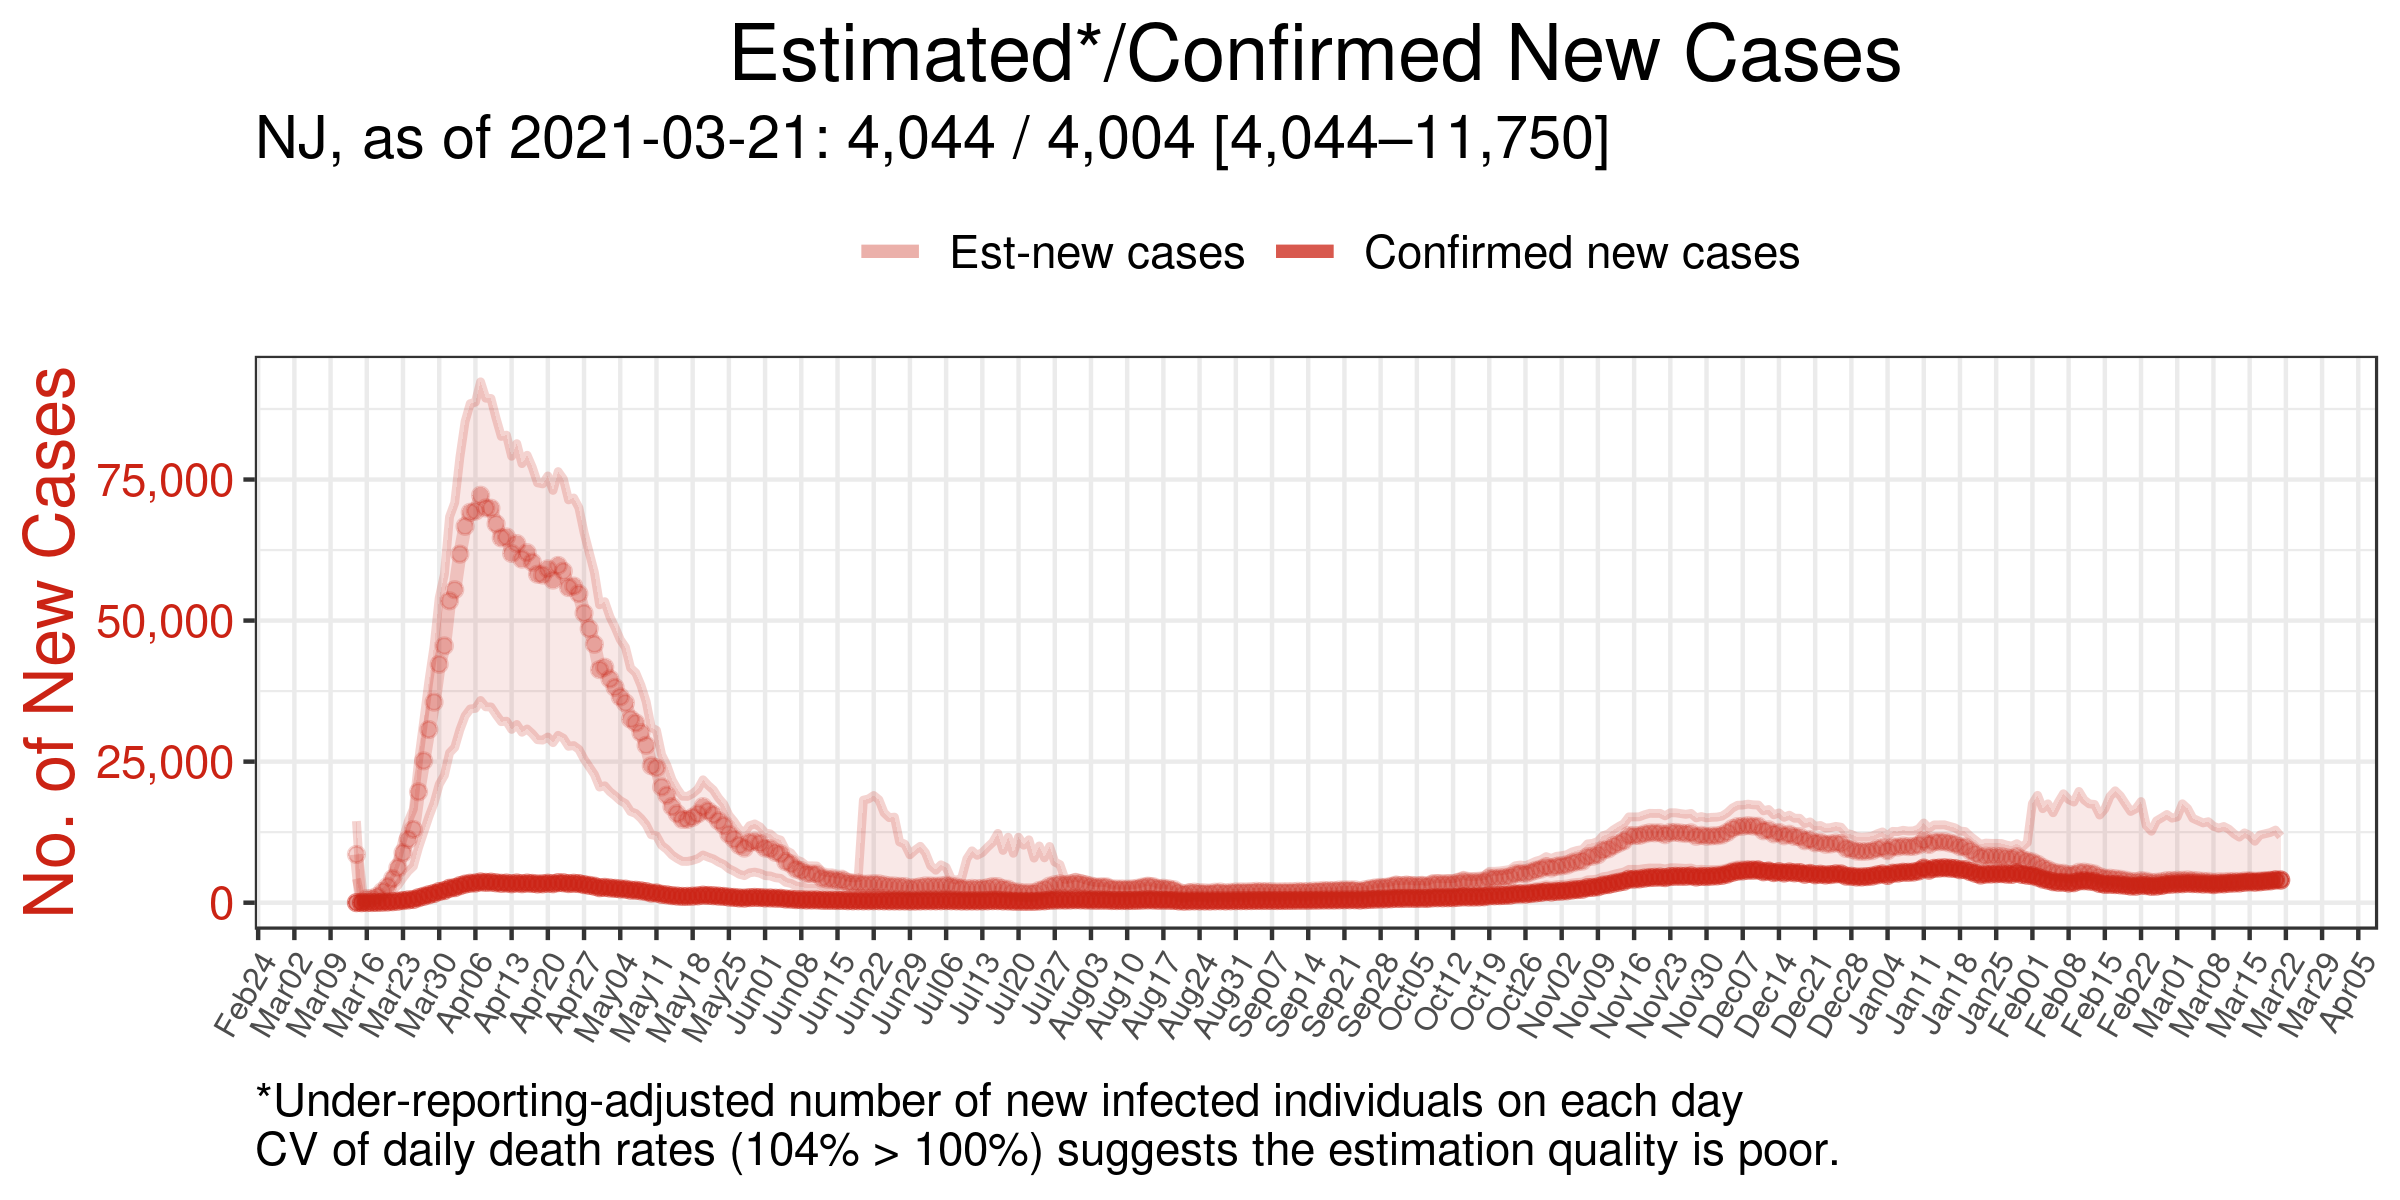 Estimated*/Confirmed New Cases
NJ, as of 2021-03-21: 4,044 / 4,004 [4,044–11,750]
Est-new cases Confirmed new cases
No. of New Cases
75,000
50,000
25,000
0
Feb24 Mar02 Mar09 Mar16 Mar23 Mar30 Apr06 Apr13 Apr20 Apr27 May04 May11 May18 May25 Jun01 Jun08 Jun15 Jun22 Jun29 Jul06 Jul13 Jul20 Jul27 Aug03 Aug10 Aug17 Aug24 Aug31 Sep07 Sep14 Sep21 Sep28 Oct05 Oct12 Oct19 Oct26 Nov02 Nov09 Nov16 Nov23 Nov30 Dec07 Dec14 Dec21 Dec28 Jan04 Jan11 Jan18 Jan25 Feb01 Feb08 Feb15 Feb22 Mar01 Mar08 Mar15 Mar22 Mar29 Apr05
*Under-reporting-adjusted number of new infected individuals on each day
CV of daily death rates (104% > 100%) suggests the estimation quality is poor.